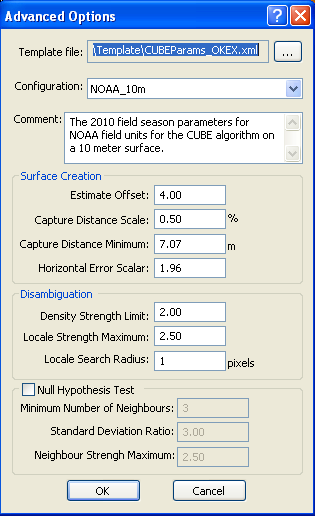 Advanced Options
Template file: \Template\CUBEParams_OKEX.xml ...
Configuration: NOAA_10m
Comment: The 2010 field season parameters for
NOAA field units for the CUBE algorithm on
a 10 meter surface.
Surface Creation
Estimate Offset: 4.00
Capture Distance Scale: 0.50 %
Capture Distance Minimum: 7.07 m
Horizontal Error Scalar: 1.96
Disambiguation
Density Strength Limit: 2.00
Locale Strength Maximum: 2.50
Locale Search Radius: 1 pixels
Null Hypothesis Test
Minimum Number of Neighbours: 3
Standard Deviation Ratio: 3.00
Neighbour Strengh Maximum: 2.50
OK Cancel